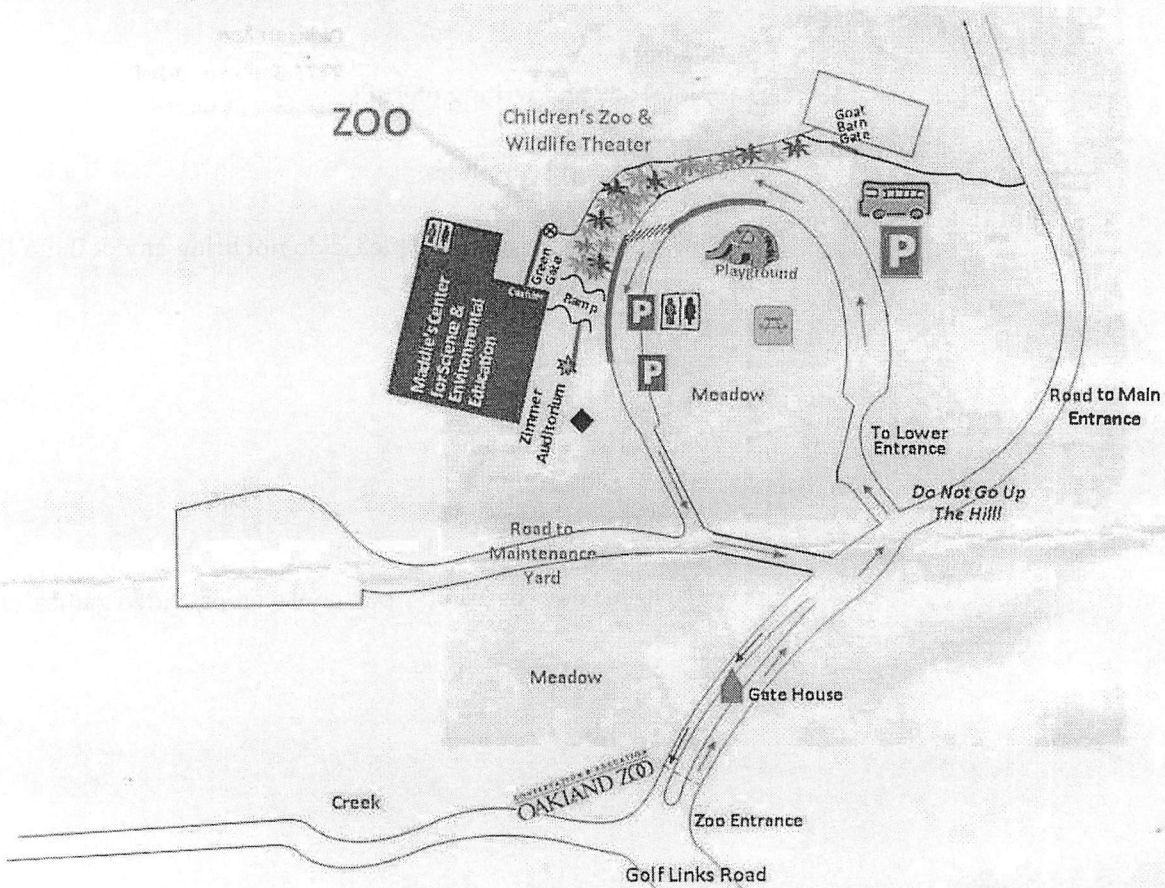 ZOO
Children's Zoo &
Wildlife Theater
Goat
Barn
Gate
P
Playground
Green
Gate
Ramp
Maddie's Center
for Science &
Environmental
Education
P
P
Zimmer
Auditorium
Meadow
Road to Main
Entrance
To Lower
Entrance
Do Not Go Up
The Hill!
Road to
Maintenance
Yard
Meadow
Gate House
CONSERVATION & EDUCATION
OAKLAND ZOO
Creek
Zoo Entrance
Golf Links Road